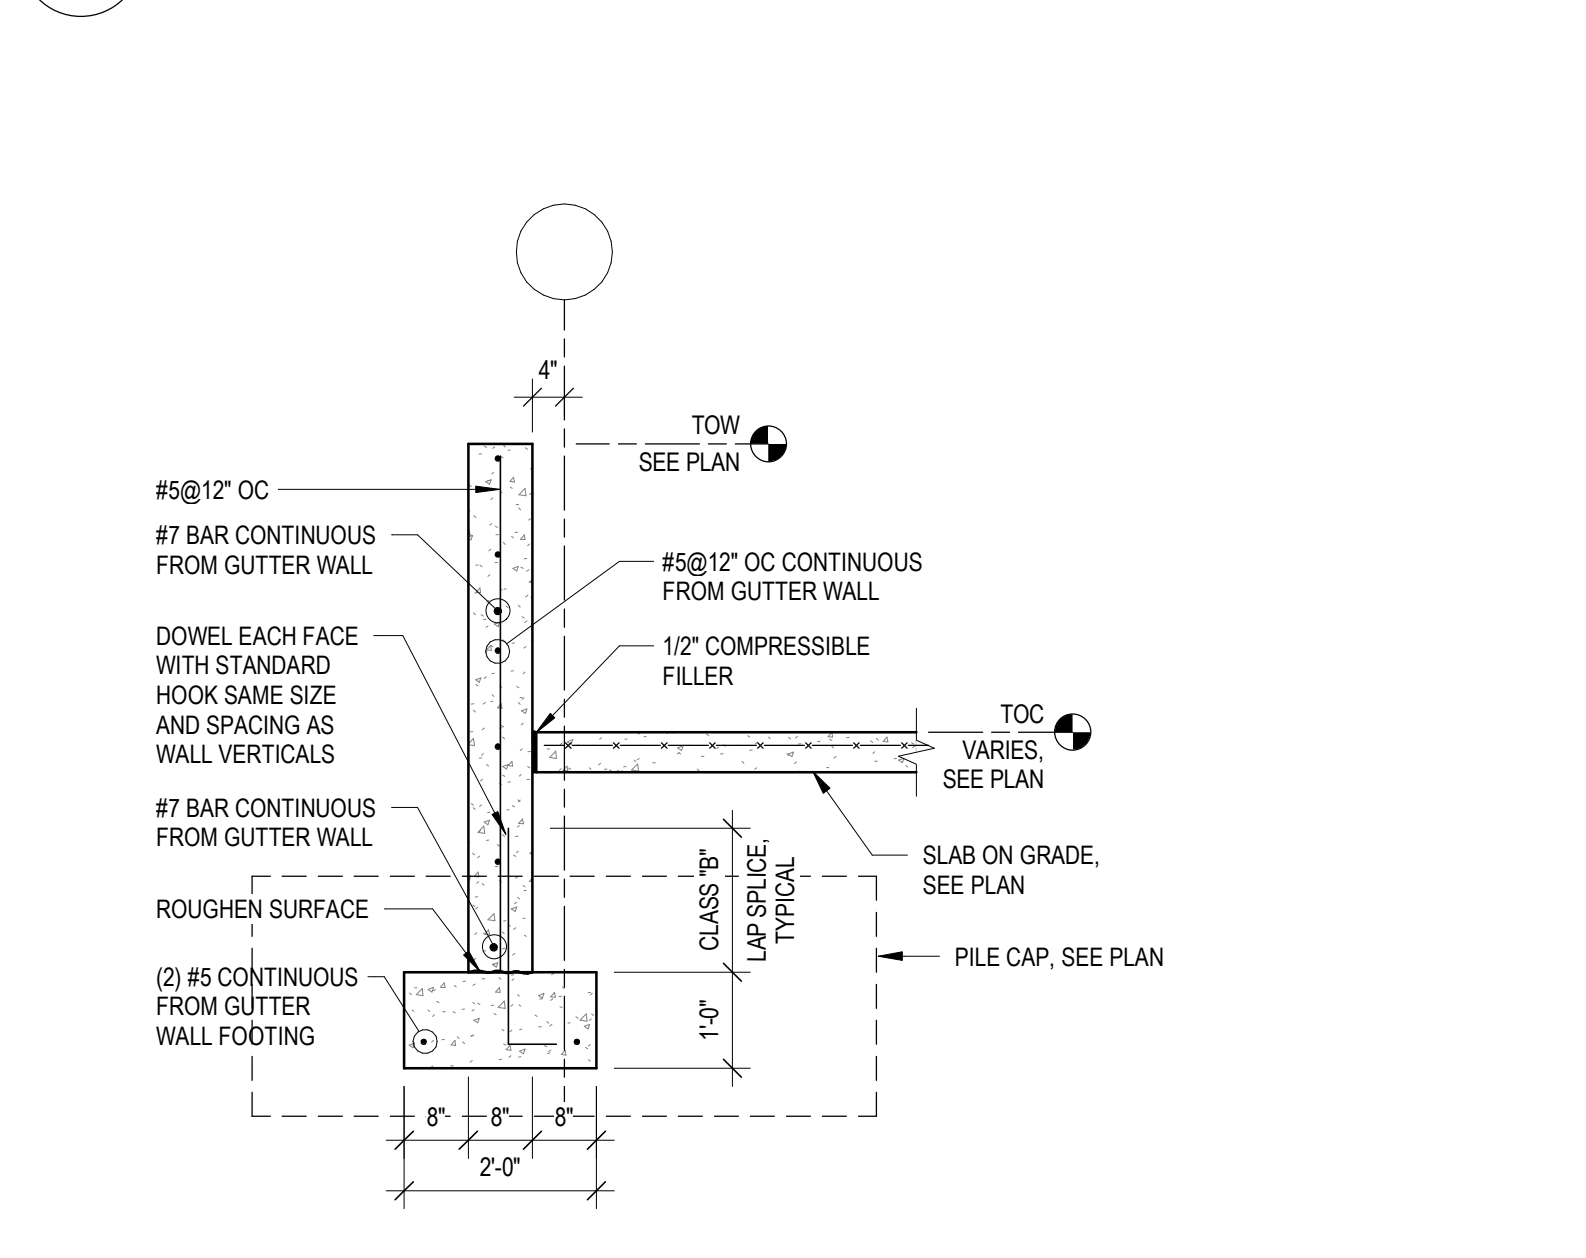 4"
TOW
SEE PLAN
#5@12" OC
#7 BAR CONTINUOUS
FROM GUTTER WALL
#5@12" OC CONTINUOUS
FROM GUTTER WALL
DOWEL EACH FACE
WITH STANDARD
HOOK SAME SIZE
AND SPACING AS
WALL VERTICALS
1/2" COMPRESSIBLE
FILLER
TOC
VARIES,
SEE PLAN
#7 BAR CONTINUOUS
FROM GUTTER WALL
SLAB ON GRADE,
SEE PLAN
CLASS "B"
LAP SPLICE,
TYPICAL
ROUGHEN SURFACE
PILE CAP, SEE PLAN
(2) #5 CONTINUOUS
FROM GUTTER
WALL FOOTING
1'-0"
8" 8" 8"
2'-0"